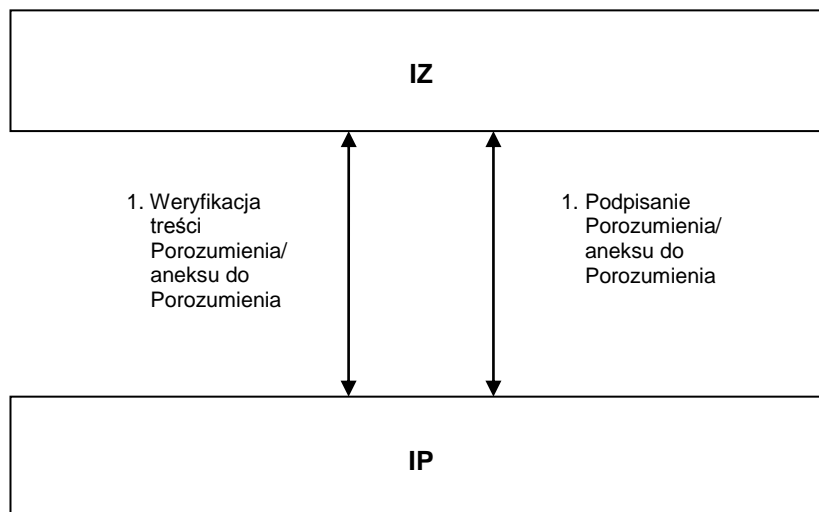 IZ
1. Weryfikacja
treści
Porozumienia/
aneksu do
Porozumienia
1. Podpisanie
Porozumienia/
aneksu do
Porozumienia
IP